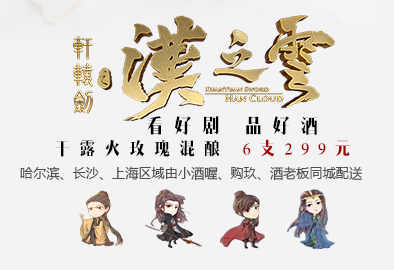 軒轅劍之漢之雲
XUANYUAN SWORD
HAN CLOUD
看好剧 品好酒
干露火玫瑰混酿 6支299元
哈尔滨、长沙、上海区域由小酒喔、购玖、酒老板同城配送